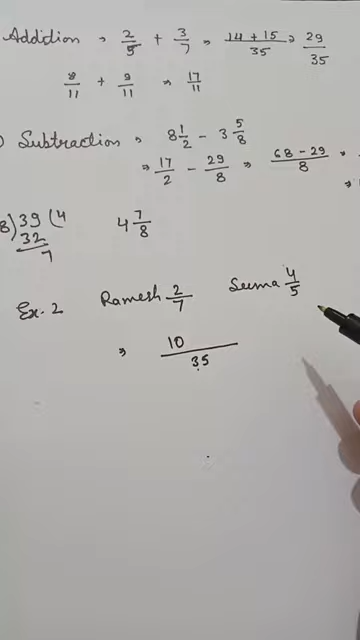 Addition → 2/5 + 3/7 ⇒ 14 + 15/35 ⇒ 29/35
8/11 + 9/11 ⇒ 17/11
Subtraction → 8 1/2 - 3 5/8
⇒ 17/2 - 29/8 ⇒ 68 - 29/8
8)39(4 4 7/8
32
7
Ex. 2 Ramesh 2/7 Seema 4/5
⇒ 10/35